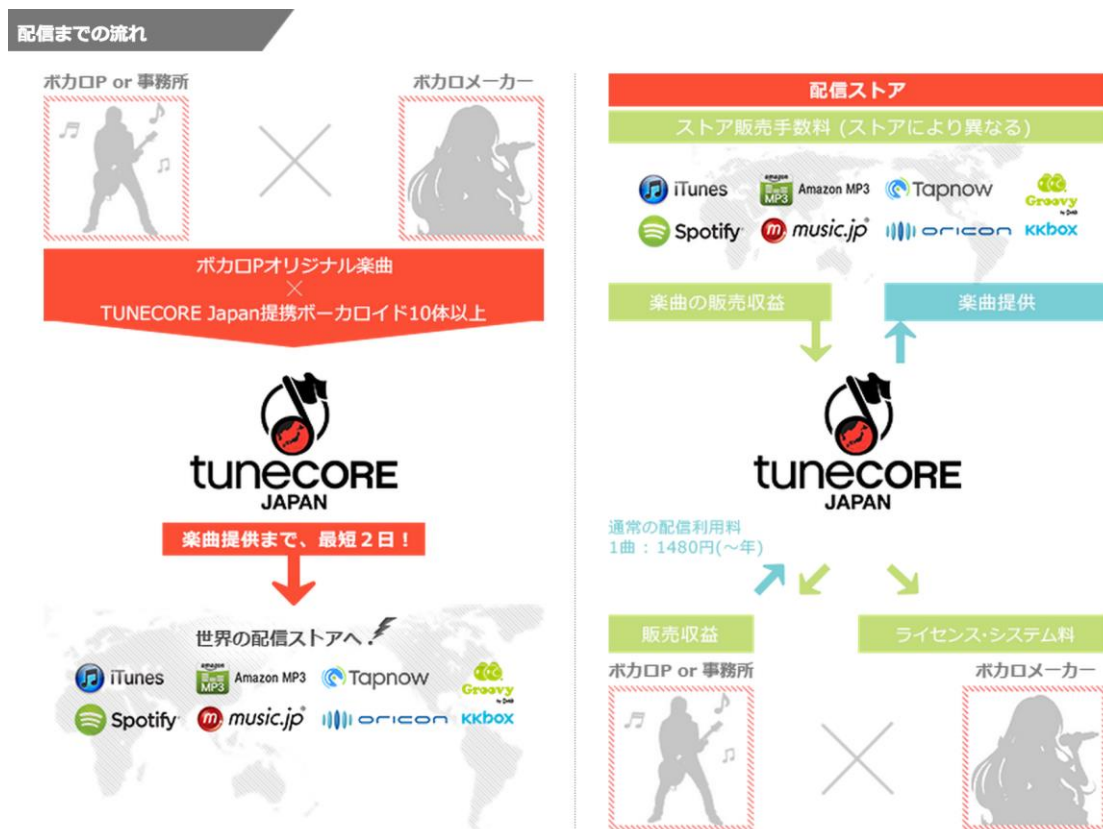 配信までの流れ
ボカロP or 事務所
ボカロメーカー
ボカロPオリジナル楽曲
×
TUNECORE Japan提携ボーカロイド10体以上
tunecore
JAPAN
楽曲提供まで、最短２日！
世界の配信ストアへ
iTunes
amazon
MP3
Amazon MP3
Tapnow
Groovy
Spotify
music.jp
oricon
KKBOX
配信ストア
ストア販売手数料 (ストアにより異なる)
iTunes
amazon
MP3
Amazon MP3
Tapnow
Groovy
Spotify
music.jp
oricon
KKBOX
楽曲の販売収益
楽曲提供
tunecore
JAPAN
通常の配信利用料
1曲：1480円(～年)
販売収益
ライセンス・システム料
ボカロP or 事務所
ボカロメーカー